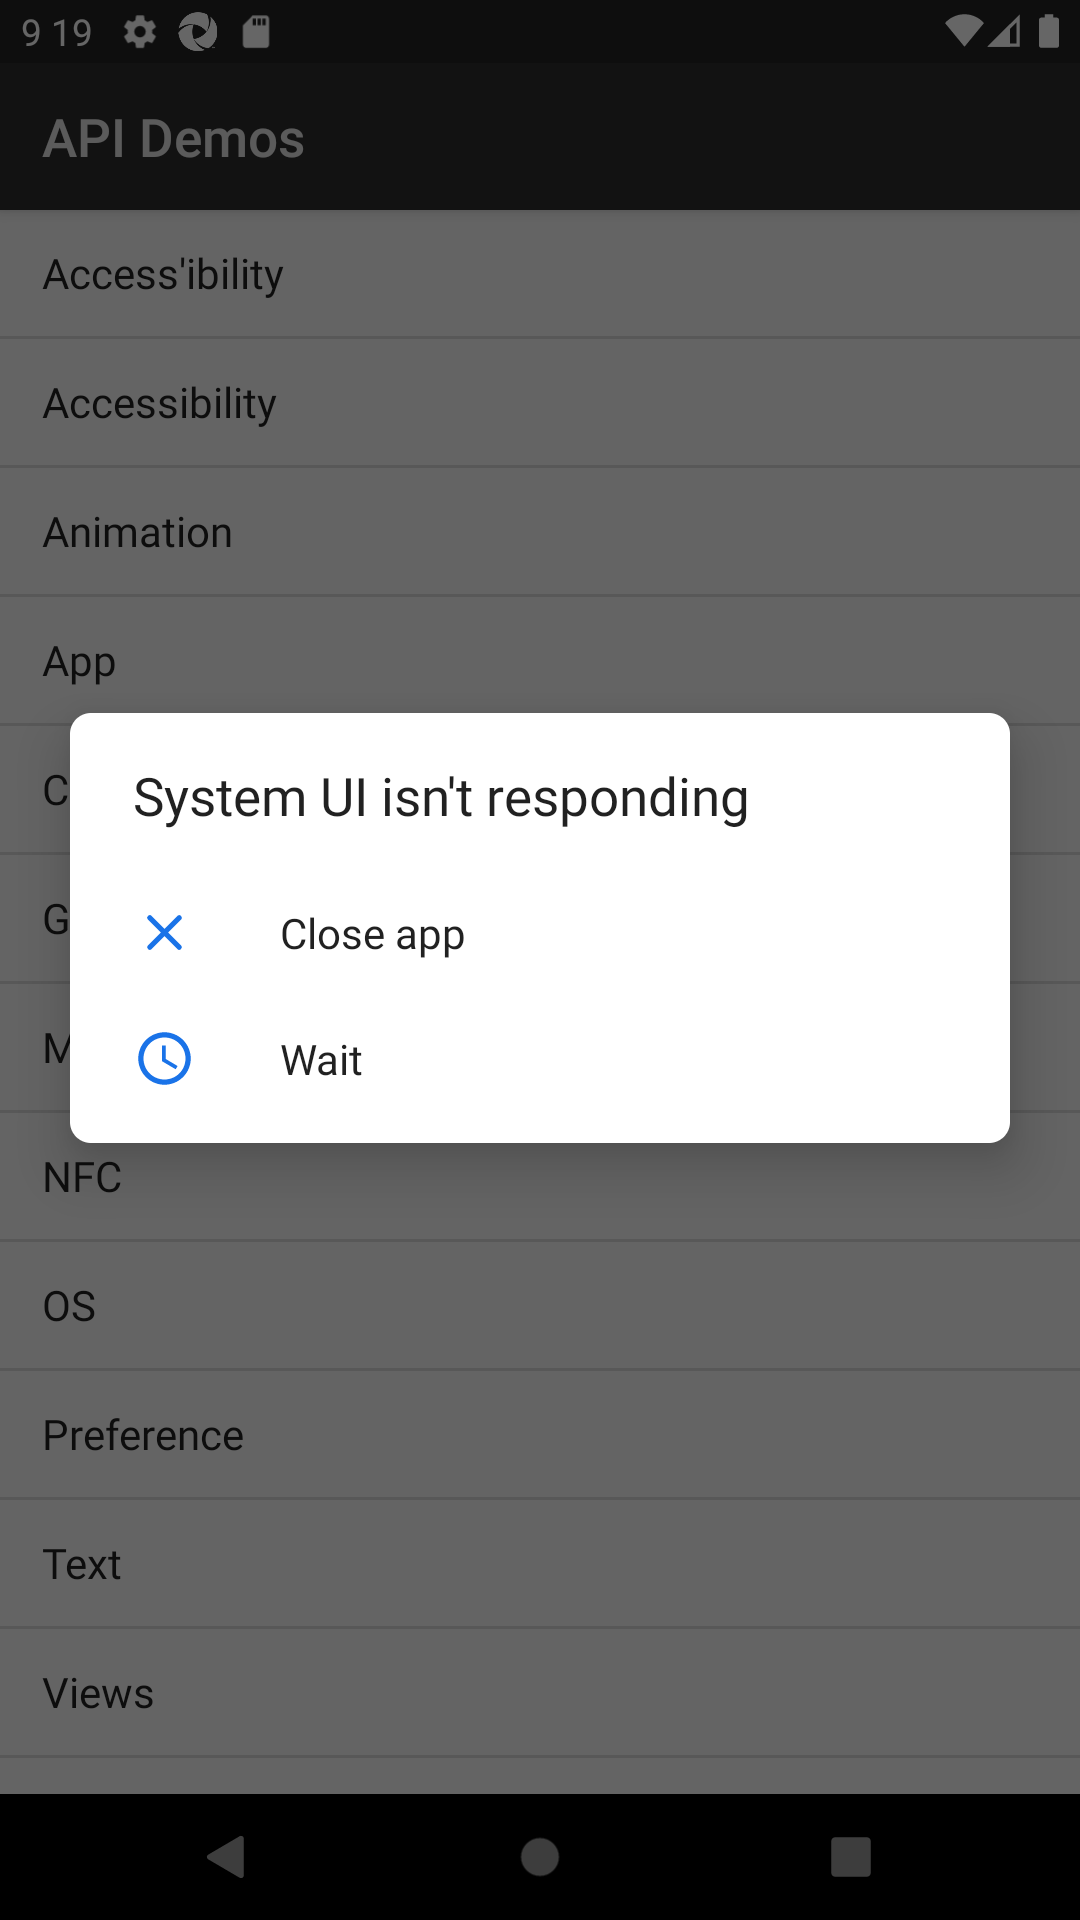 9 19
API Demos
Access'ibility
Accessibility
Animation
App
C
System UI isn't responding
G
Close app
M
Wait
NFC
OS
Preference
Text
Views